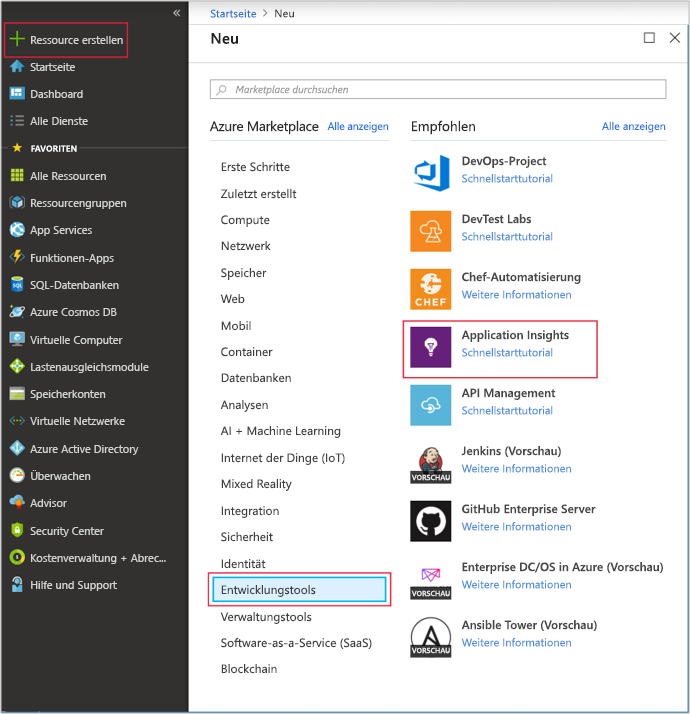 «
Ressource erstellen
Startseite
Dashboard
Alle Dienste
FAVORITEN
Alle Ressourcen
Ressourcengruppen
App Services
Funktionen-Apps
SQL
SQL-Datenbanken
Azure Cosmos DB
Virtuelle Computer
Lastenausgleichsmodule
Speicherkonten
Virtuelle Netzwerke
Azure Active Directory
Überwachen
Advisor
Security Center
Kostenverwaltung + Abrec...
Hilfe und Support
Startseite > Neu
Neu
Marketplace durchsuchen
Azure Marketplace Alle anzeigen
Erste Schritte
Zuletzt erstellt
Compute
Netzwerk
Speicher
Web
Mobil
Container
Datenbanken
Analysen
AI + Machine Learning
Internet der Dinge (IoT)
Mixed Reality
Integration
Sicherheit
Identität
Entwicklungstools
Verwaltungstools
Software-as-a-Service (SaaS)
Blockchain
Empfohlen Alle anzeigen
DevOps-Project
Schnellstarttutorial
DevTest Labs
Schnellstarttutorial
CHEF
Chef-Automatisierung
Weitere Informationen
Application Insights
Schnellstarttutorial
API Management
Schnellstarttutorial
VORSCHAU
Jenkins (Vorschau)
Weitere Informationen
GitHub Enterprise Server
Weitere Informationen
VORSCHAU
Enterprise DC/OS in Azure (Vorschau)
Weitere Informationen
VORSCHAU
Ansible Tower (Vorschau)
Weitere Informationen